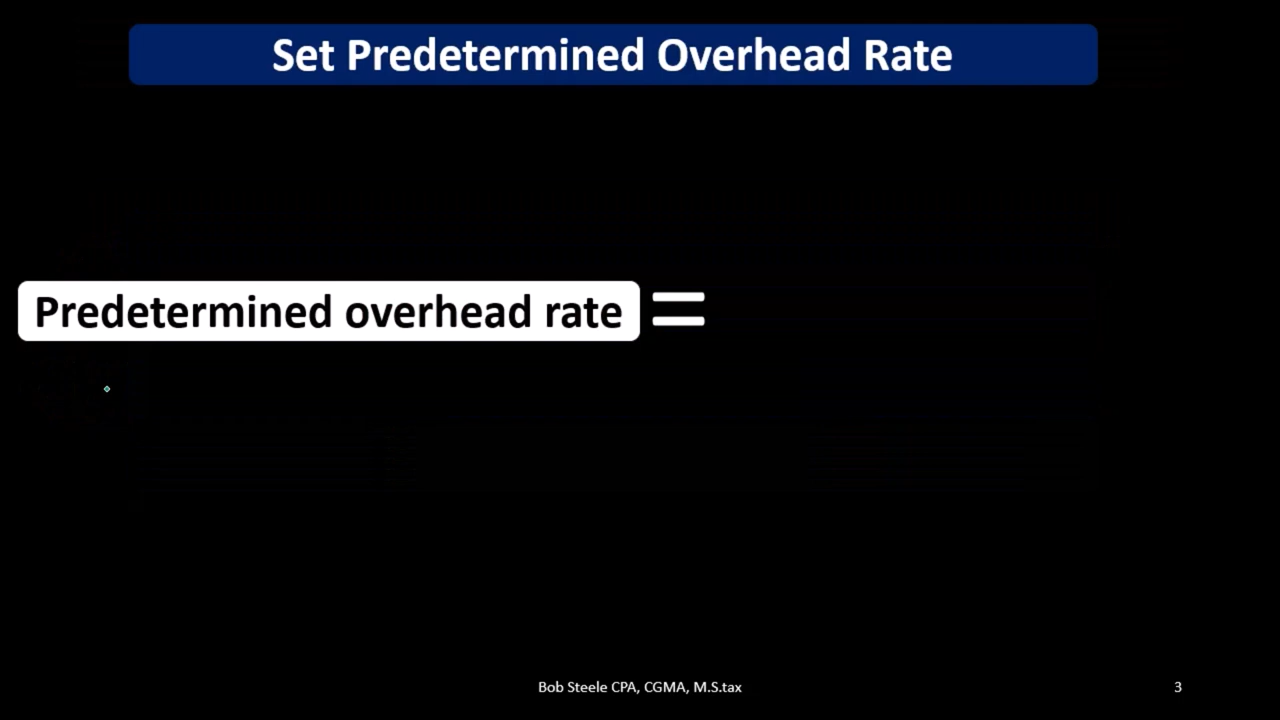 Set Predetermined Overhead Rate
Predetermined overhead rate =
Bob Steele CPA, CGMA, M.S.tax
3